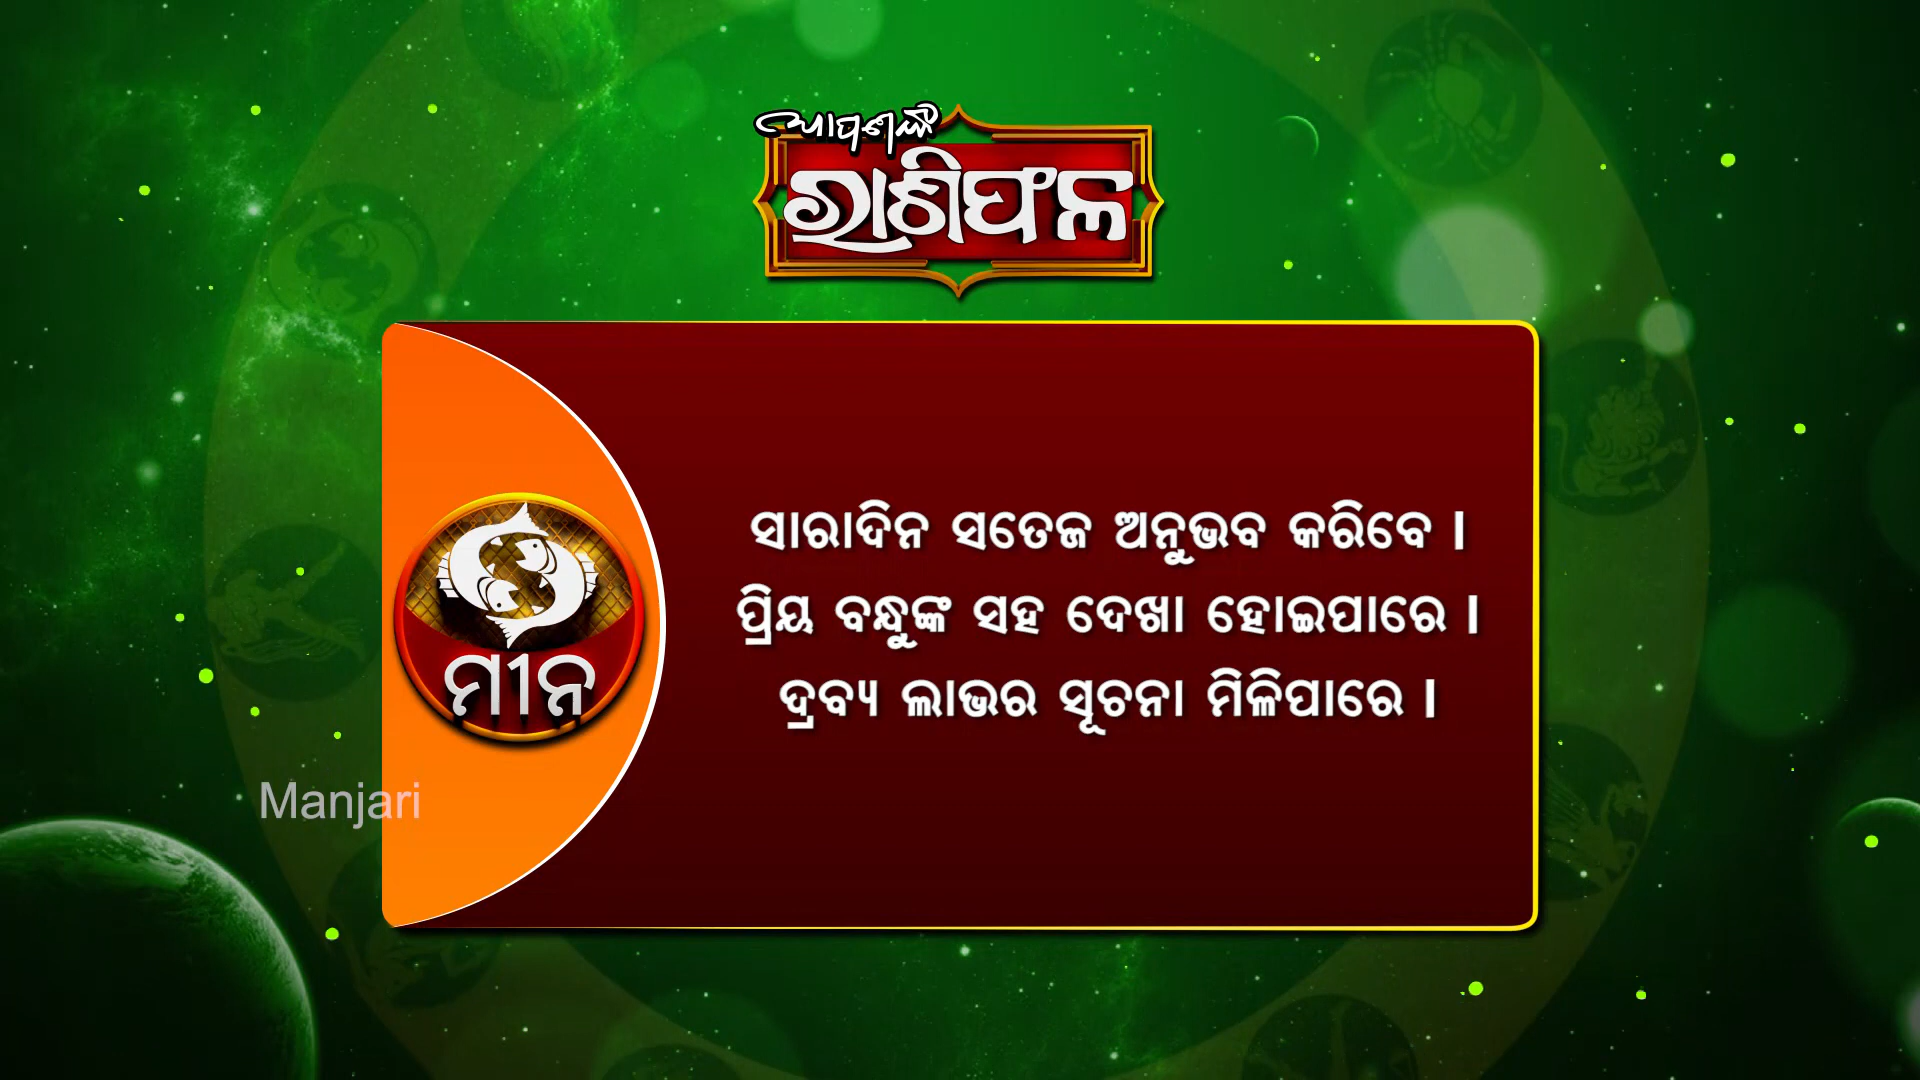 ଆପଣଙ୍କ
ରାଶିଫଳ
ସାରାଦିନ ସତେଜ ଅନୁଭବ କରିବେ ।
ପ୍ରିୟ ବନ୍ଧୁଙ୍କ ସହ ଦେଖା ହୋଇପାରେ ।
ଦ୍ରବ୍ୟ ଲାଭର ସୂଚନା ମିଳିପାରେ ।
ମୀନ
Manjari